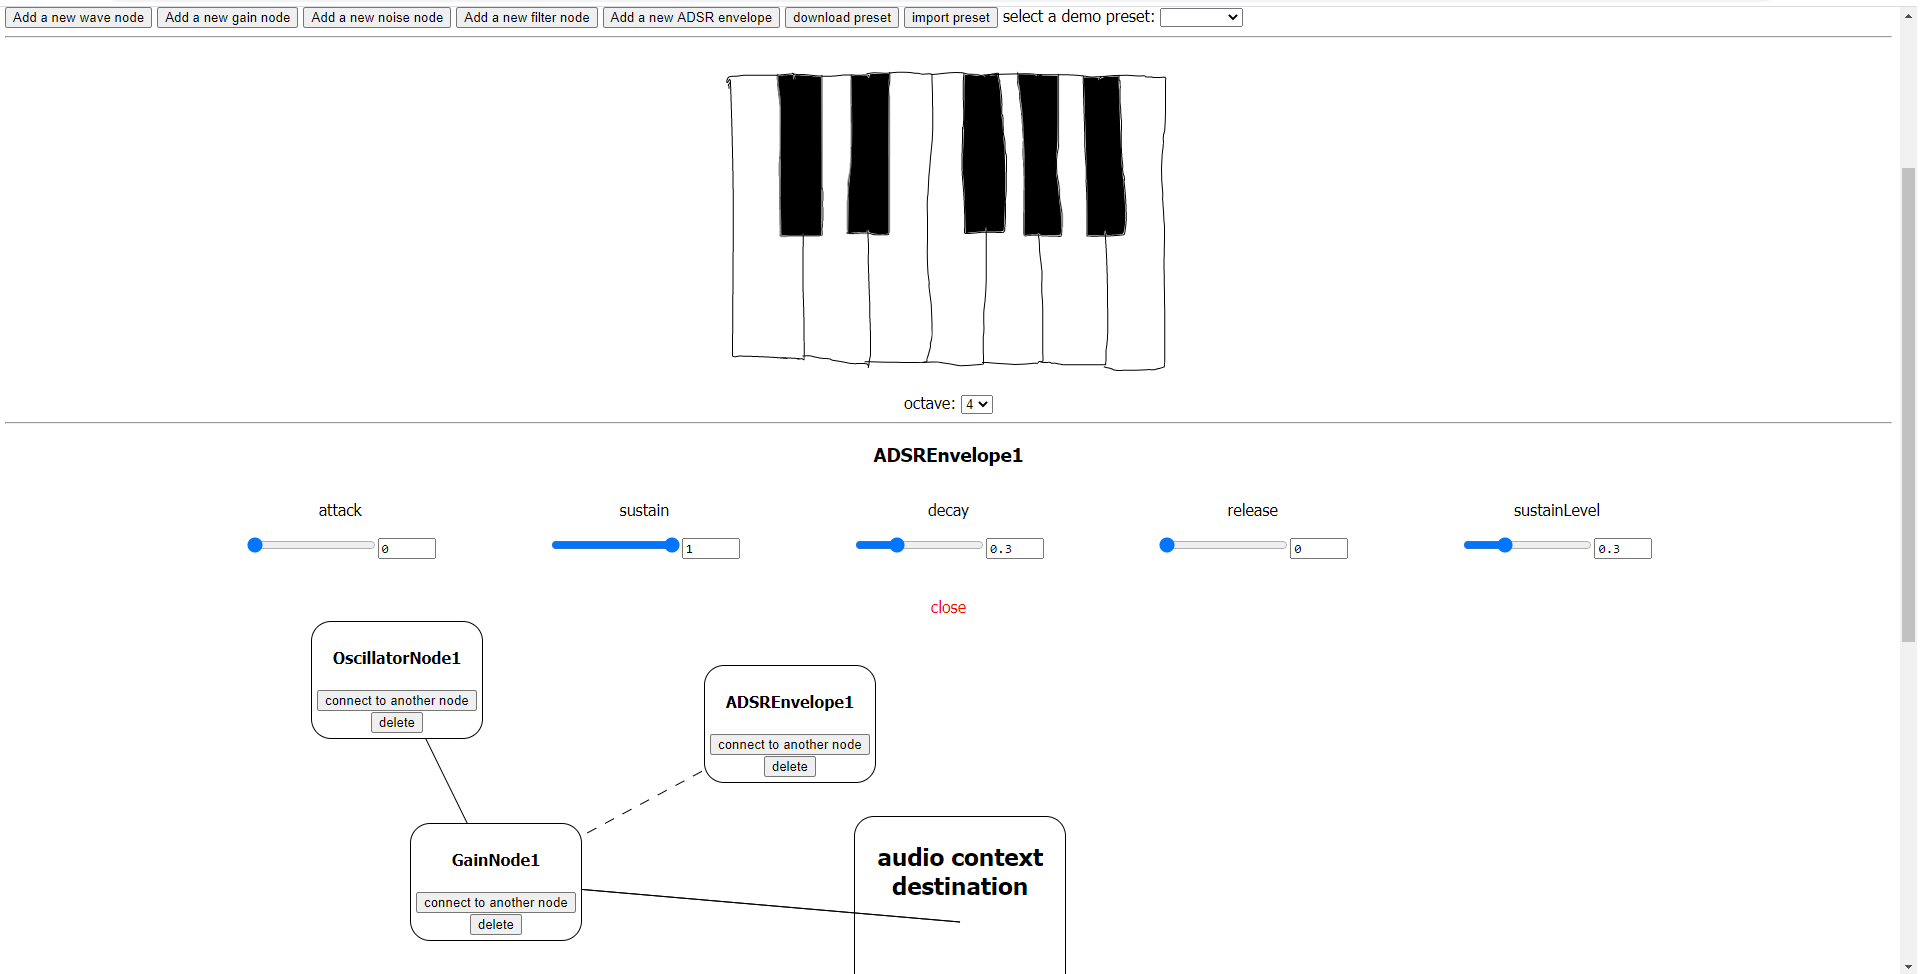 Add a new wave node Add a new gain node Add a new noise node Add a new filter node Add a new ADSR envelope download preset import preset select a demo preset:
octave: 4
ADSREnvelope1
attack sustain decay release sustainLevel
0 1 0.3 0 0.3
close
OscillatorNode1
connect to another node
delete
ADSREnvelope1
connect to another node
delete
GainNode1
connect to another node
delete
audio context
destination